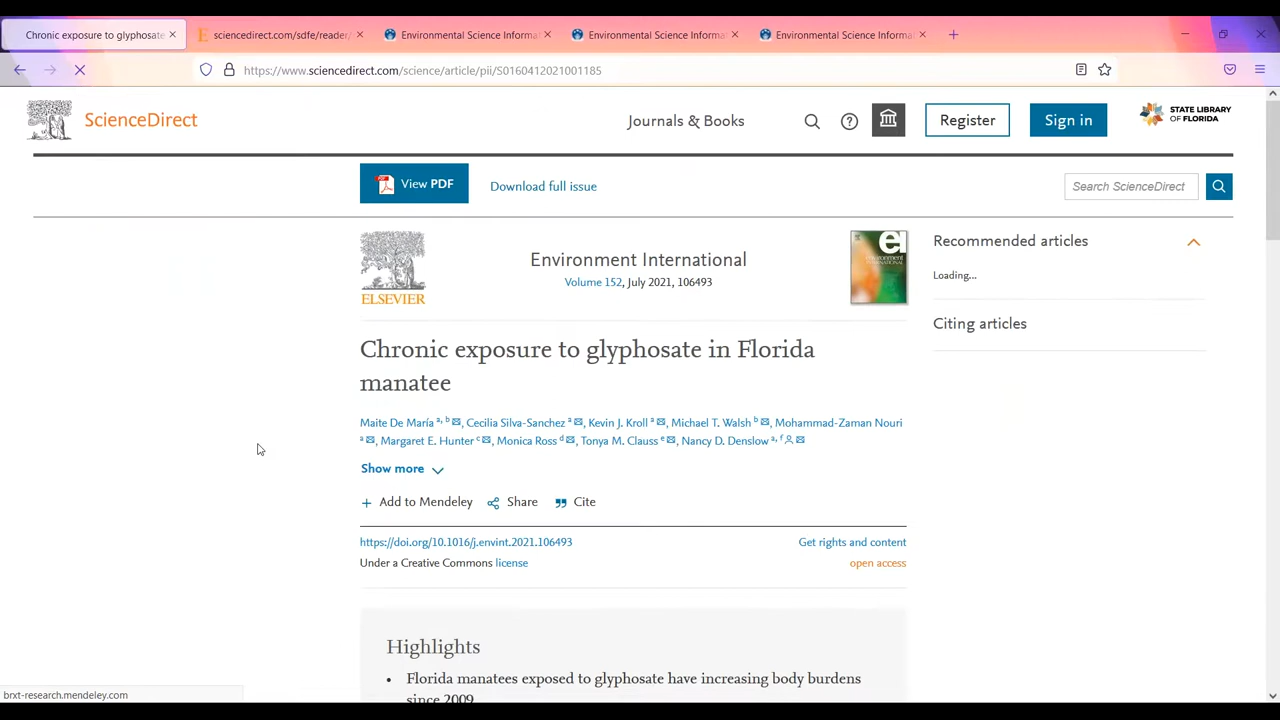 Chronic exposure to glyphosate
sciencedirect.com/sdfe/reader/
Environmental Science Informa
Environmental Science Informa
Environmental Science Informa
https://www.sciencedirect.com/science/article/pii/S0160412021001185
ScienceDirect
Journals & Books
Register
Sign in
STATE LIBRARY
OF FLORIDA
View PDF
Download full issue
Search ScienceDirect
ELSEVIER
Environment International
Volume 152, July 2021, 106493
Recommended articles
Loading...
Citing articles
Chronic exposure to glyphosate in Florida
manatee
Maite De María a, b, Cecilia Silva-Sanchez a, Kevin J. Kroll a, Michael T. Walsh b, Mohammad-Zaman Nouri
a, Margaret E. Hunter c, Monica Ross d, Tonya M. Clauss e, Nancy D. Denslow a, f
Show more
+ Add to Mendeley Share Cite
https://doi.org/10.1016/j.envint.2021.106493
Get rights and content
Under a Creative Commons license
open access
Highlights
• Florida manatees exposed to glyphosate have increasing body burdens
since 2009
brxt-research.mendeley.com